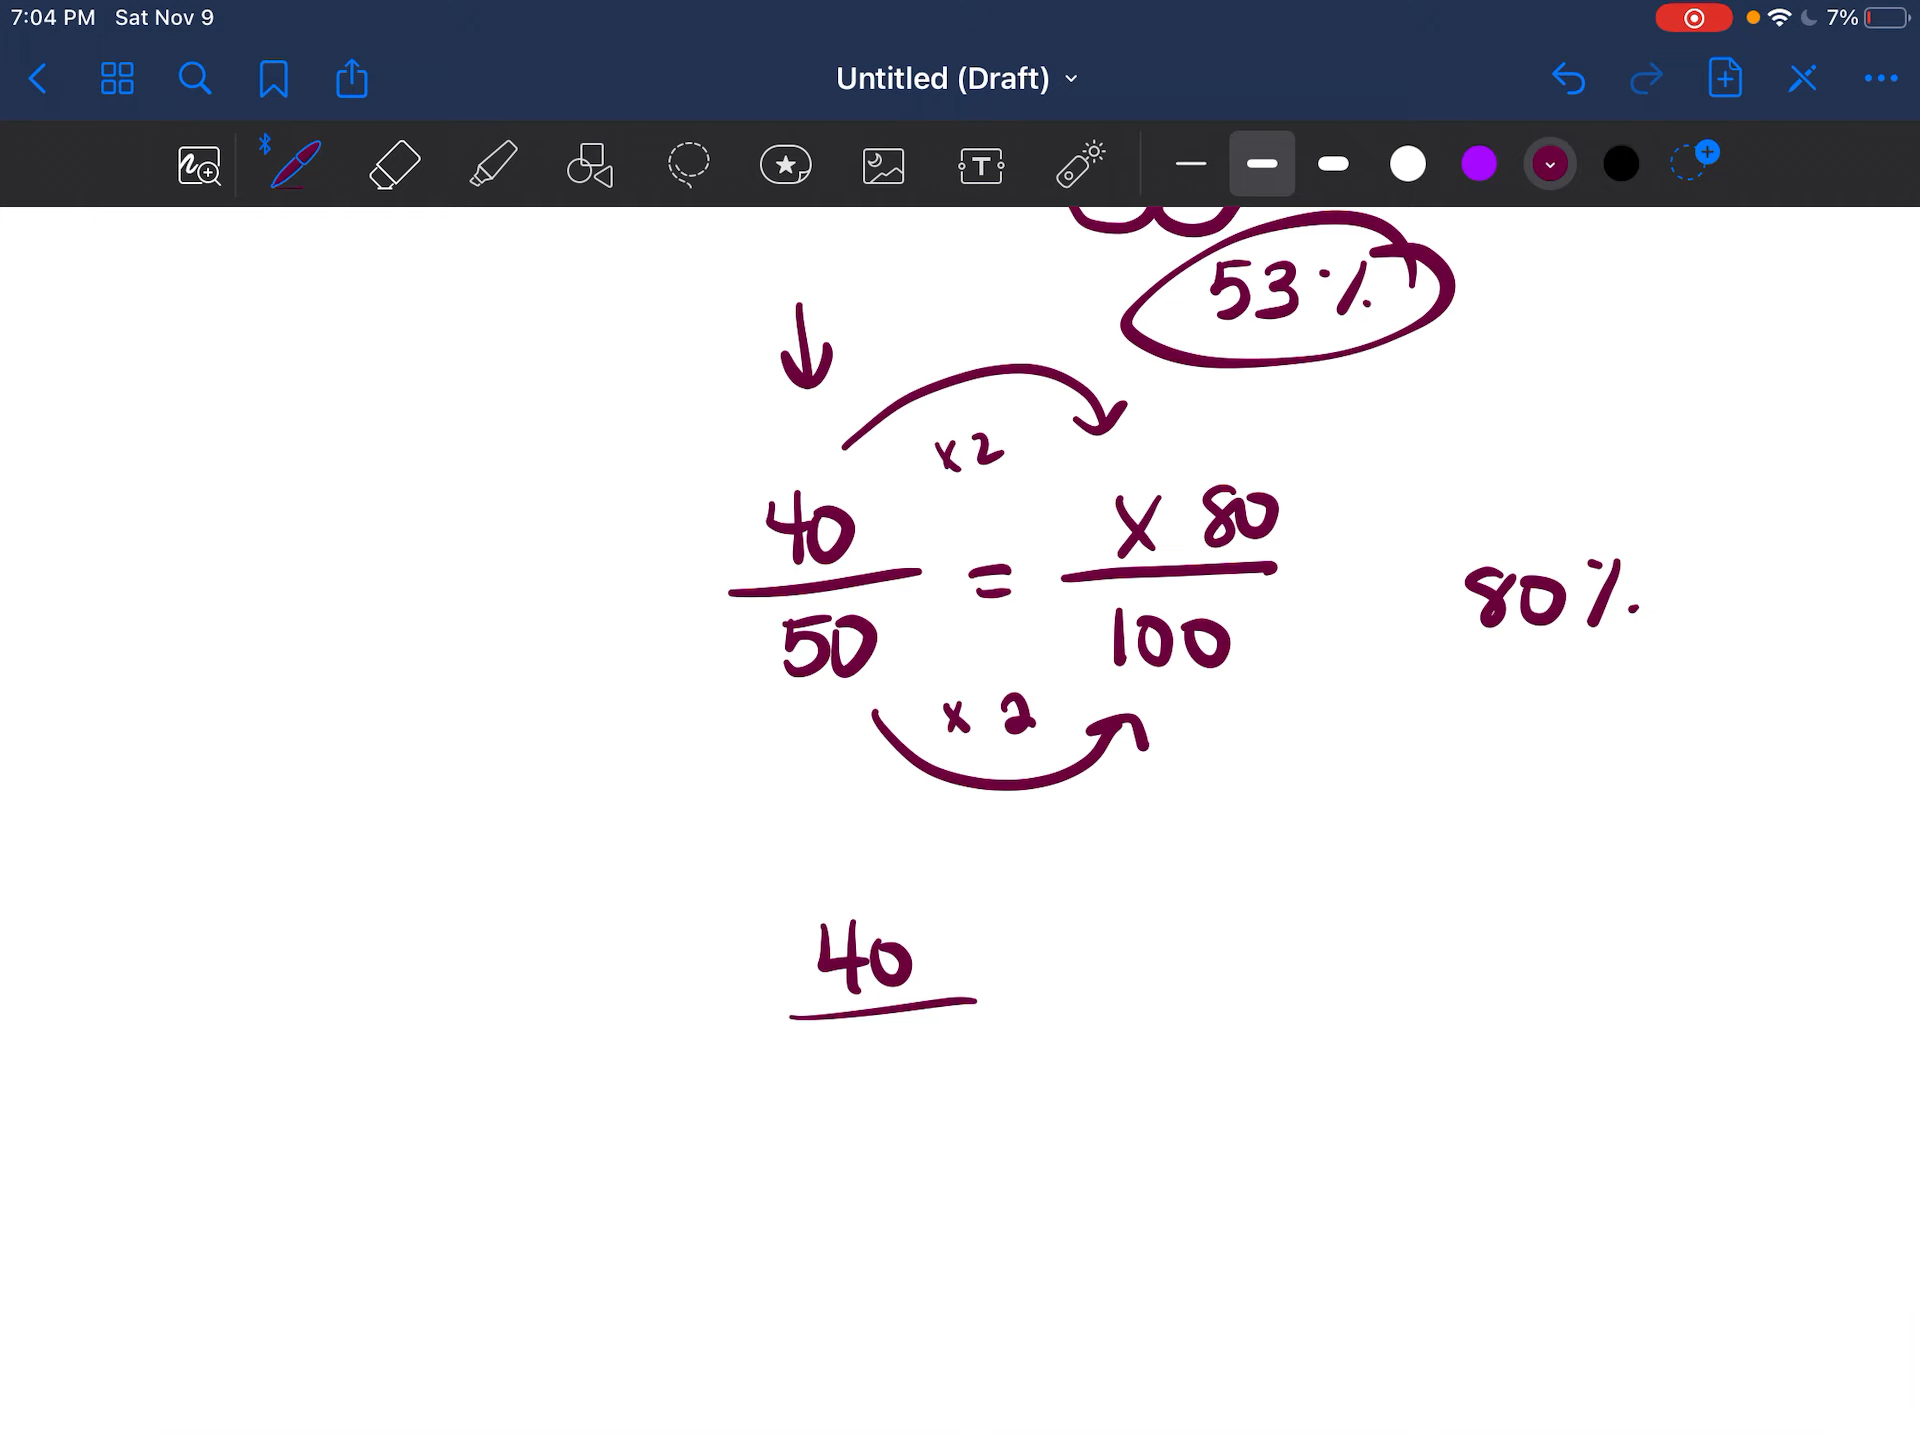 7:04 PM Sat Nov 9 7%
Untitled (Draft)
T
53%
x2
40 = X 80 80%
50 100
x 2
40